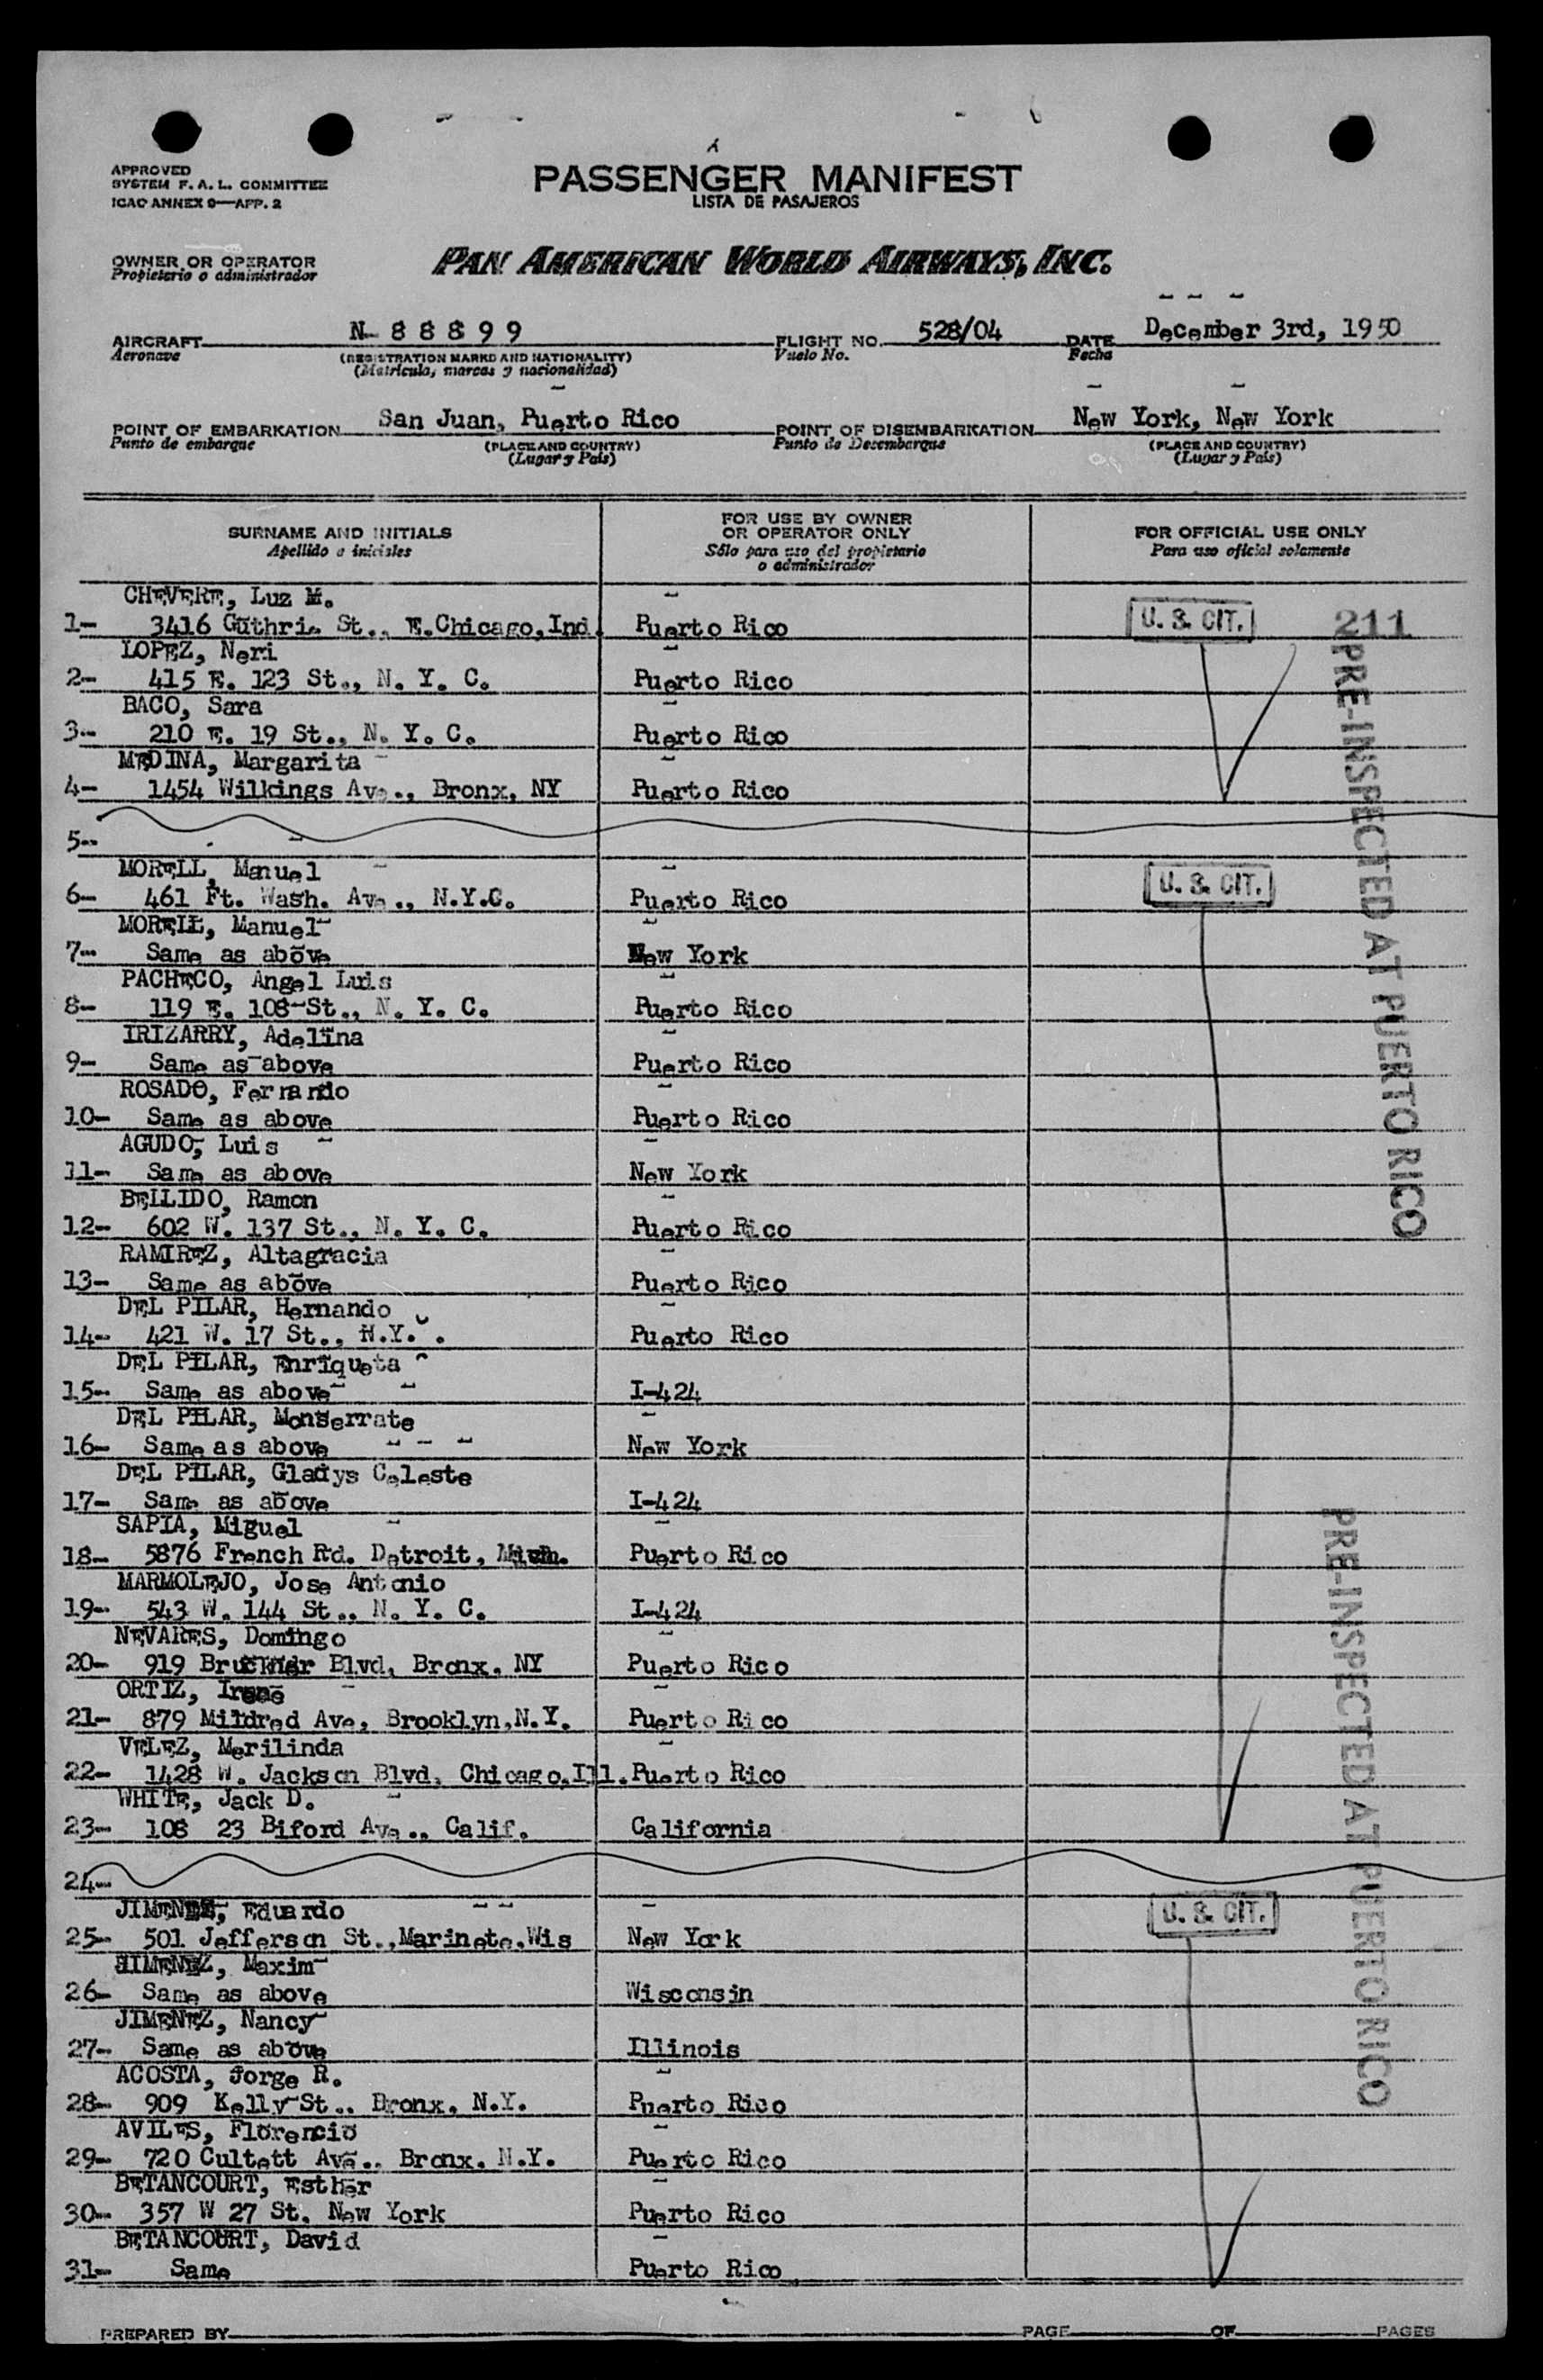 APPROVED
SYSTEM F. A. L. COMMITTEE
ICAO ANNEX 9—APP. 2
PASSENGER MANIFEST
LISTA DE PASAJEROS
OWNER OR OPERATOR
Propietario o administrador
PAN AMERICAN WORLD AIRWAYS, INC.
AIRCRAFT N- 8 8 8 9 9 FLIGHT NO. 528/04 DATE December 3rd, 1950
Aeronave (REGISTRATION MARKS AND NATIONALITY) Vuelo No. Fecha
(Matricula, marcas y nacionalidad)
POINT OF EMBARKATION San Juan, Puerto Rico POINT OF DISEMBARKATION New York, New York
Punto de embarque (PLACE AND COUNTRY) Punto de Desembarque (PLACE AND COUNTRY)
(Lugar y País) (Lugar y País)
SURNAME AND INITIALS FOR USE BY OWNER OR OPERATOR ONLY FOR OFFICIAL USE ONLY
Apellido e iniciales Sólo para uso del propietario o administrador Para uso oficial solamente
CHEVERE, Luz M.
1- 3416 Guthrie St., E.Chicago,Ind. Puerto Rico U. S. CIT. 211
LOPEZ, Neri
2- 415 E. 123 St., N. Y. C. Puerto Rico
BACO, Sara
3- 210 E. 19 St., N. Y. C. Puerto Rico
MEDINA, Margarita
4- 1454 Wilkings Ave., Bronx, NY Puerto Rico
5-
PRE-INSPECTED AT PUERTO RICO
MORELL, Manuel
6- 461 Ft. Wash. Ave., N.Y.C. Puerto Rico U. S. CIT.
MORELL, Manuel
7- Same as above New York
PACHECO, Angel Luis
8- 119 E. 108 St., N. Y. C. Puerto Rico
IRIZARRY, Adelina
9- Same as above Puerto Rico
ROSADO, Fernando
10- Same as above Puerto Rico
AGUDO, Luis
11- Same as above New York
BELLIDO, Ramon
12- 602 W. 137 St., N. Y. C. Puerto Rico
RAMIREZ, Altagracia
13- Same as above Puerto Rico
DEL PILAR, Hernando
14- 421 W. 17 St., N.Y.C. Puerto Rico
DEL PILAR, Enriqueta
15- Same as above I-424
DEL PILAR, Monserrate
16- Same as above New York
DEL PILAR, Gladys Celeste
17- Same as above I-424
SAPIA, Miguel
18- 5876 French Rd. Detroit, Mich. Puerto Rico
MARMOLEJO, Jose Antonio
19- 543 W. 144 St., N. Y. C. I-424
NEVARES, Domingo
20- 919 Bruckner Blvd, Bronx, NY Puerto Rico
ORTIZ, Irene
21- 879 Mildred Ave, Brooklyn,N.Y. Puerto Rico
VELEZ, Merilinda
22- 1428 W. Jackson Blvd, Chicago,Ill. Puerto Rico
WHITE, Jack D.
23- 108 23 Biford Ave., Calif. California
24-
PRE-INSPECTED AT PUERTO RICO
JIMENEZ, Eduardo
25- 501 Jefferson St.,Marinete,Wis New York U. S. CIT.
JIMENEZ, Maxim
26- Same as above Wisconsin
JIMENEZ, Nancy
27- Same as above Illinois
ACOSTA, Jorge R.
28- 909 Kelly St., Bronx, N.Y. Puerto Rico
AVILES, Florencio
29- 720 Cultett Ave., Bronx, N.Y. Puerto Rico
BETANCOURT, Esther
30- 357 W 27 St, New York Puerto Rico
BETANCOURT, David
31- Same Puerto Rico
PREPARED BY PAGE OF PAGES